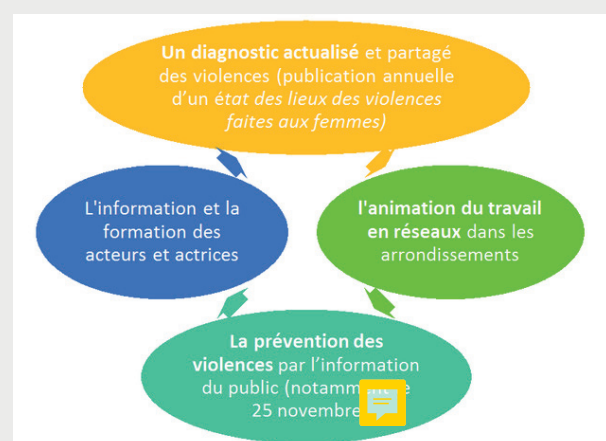 Un diagnostic actualisé et partagé
des violences (publication annuelle
d'un état des lieux des violences
faites aux femmes)
L'information et la
formation des
acteurs et actrices
l'animation du travail
en réseaux dans les
arrondissements
La prévention des
violences par l'information
du public (notamment le
25 novembre